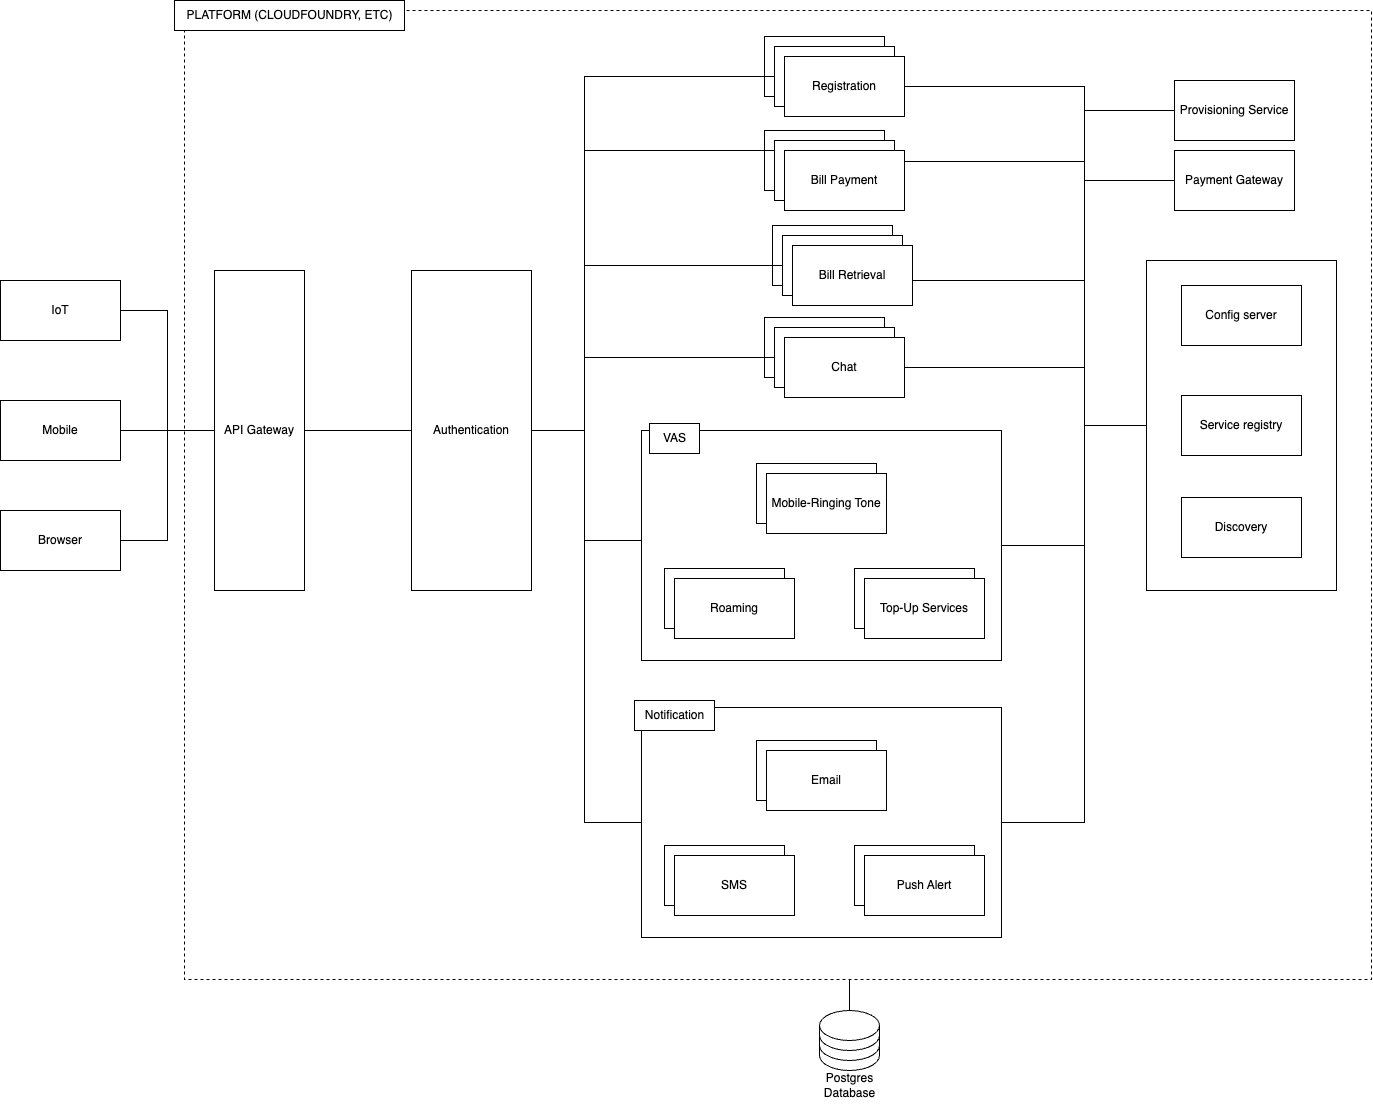 PLATFORM (CLOUDFOUNDRY, ETC)
Registration
Provisioning Service
Bill Payment
Payment Gateway
Bill Retrieval
IoT
Config server
Chat
Mobile
API Gateway
Authentication
VAS
Service registry
Mobile-Ringing Tone
Browser
Discovery
Roaming
Top-Up Services
Notification
Email
SMS
Push Alert
Postgres
Database